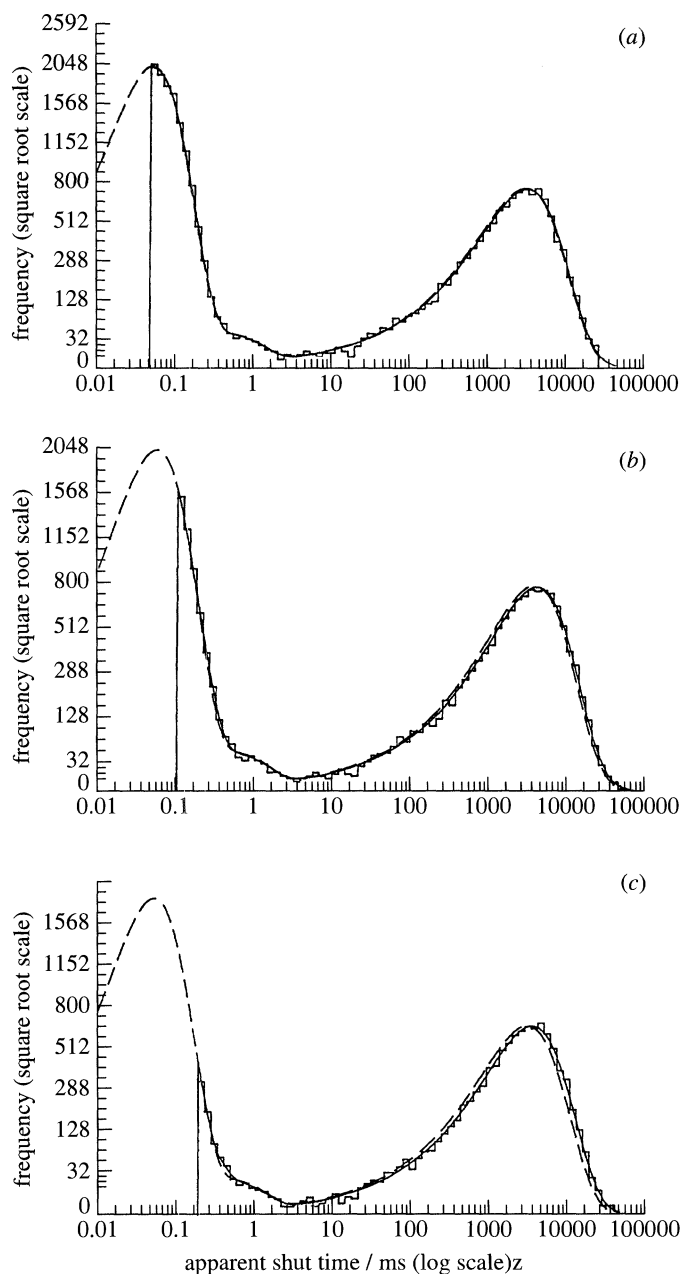 (a)
frequency (square root scale)
2592
2048
1568
1152
800
512
288
128
32
0
0.01 0.1 1 10 100 1000 10000 100000
(b)
frequency (square root scale)
2048
1568
1152
800
512
288
128
32
0
0.01 0.1 1 10 100 1000 10000 100000
(c)
frequency (square root scale)
1568
1152
800
512
288
128
32
0
0.01 0.1 1 10 100 1000 10000 100000
apparent shut time / ms (log scale)z